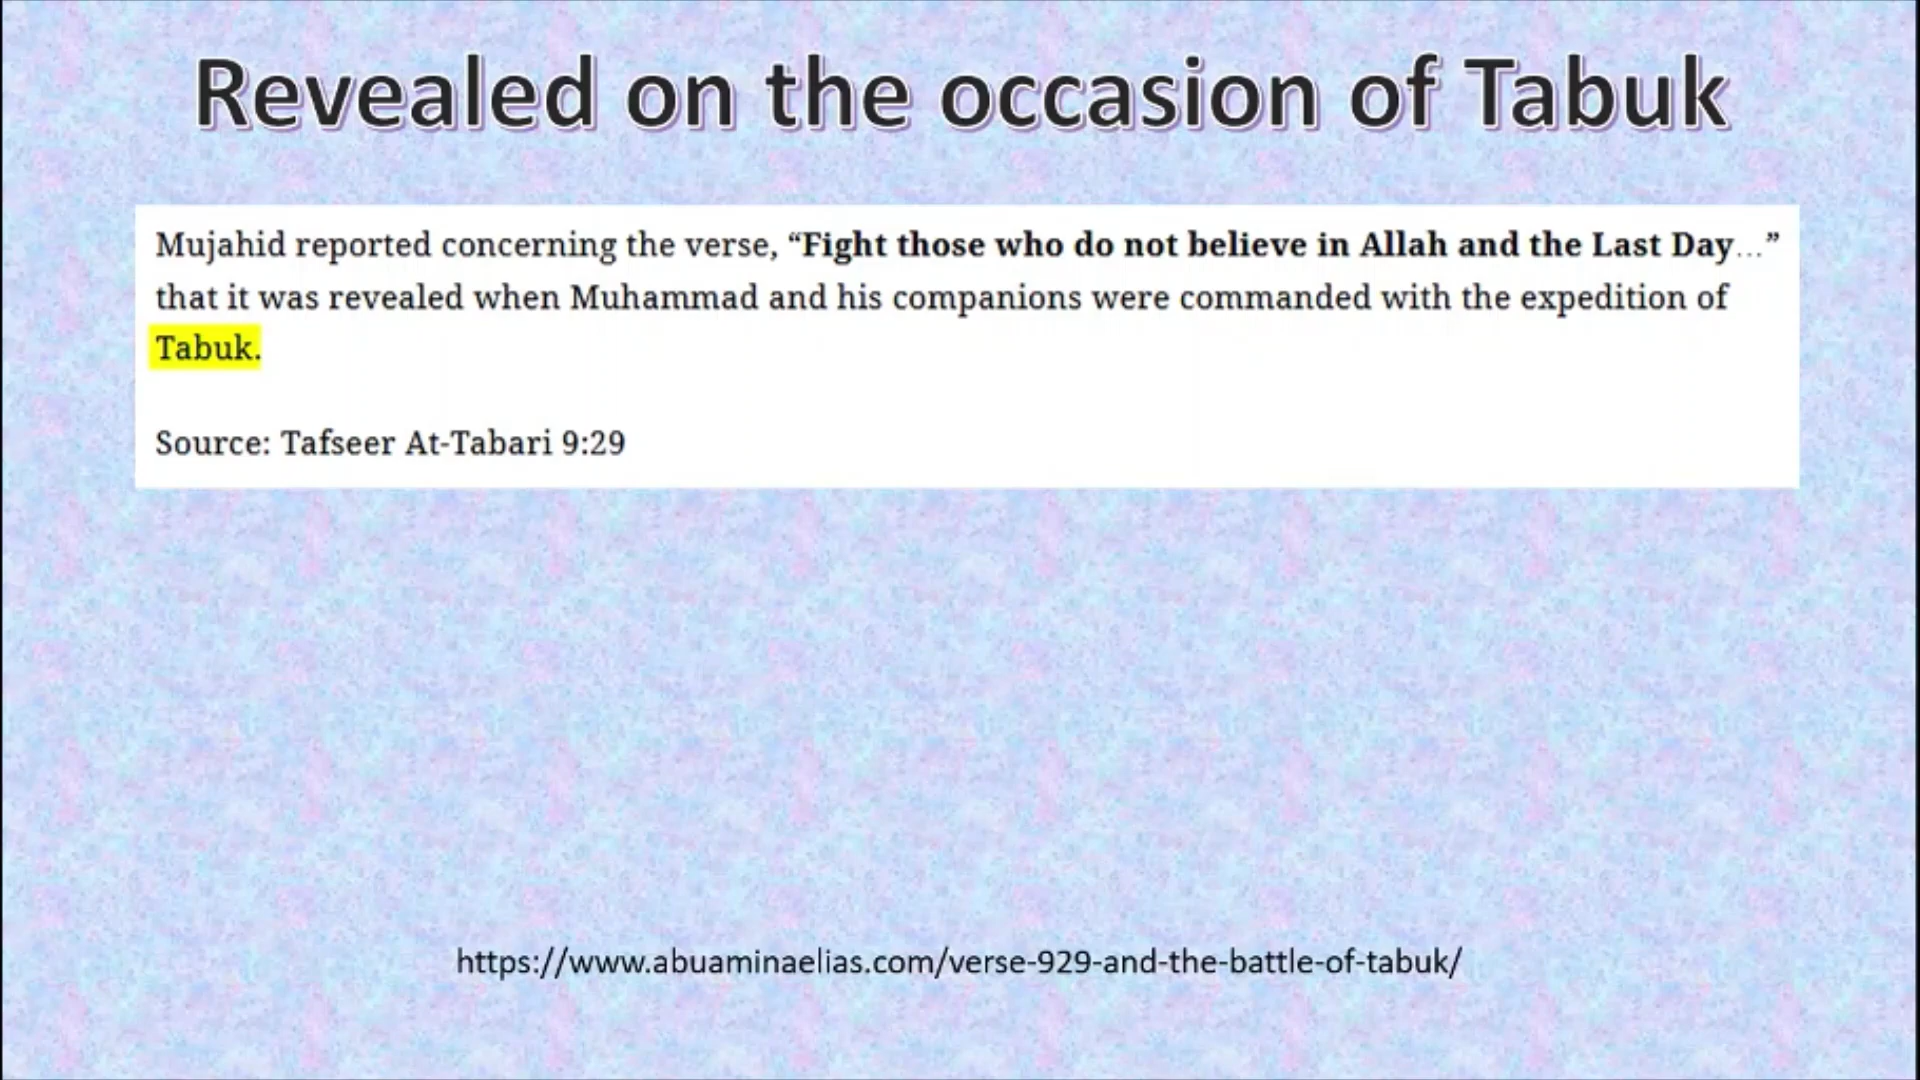 Revealed on the occasion of Tabuk
Mujahid reported concerning the verse, “Fight those who do not believe in Allah and the Last Day…”
that it was revealed when Muhammad and his companions were commanded with the expedition of
Tabuk.
Source: Tafseer At-Tabari 9:29
https://www.abuaminaelias.com/verse-929-and-the-battle-of-tabuk/